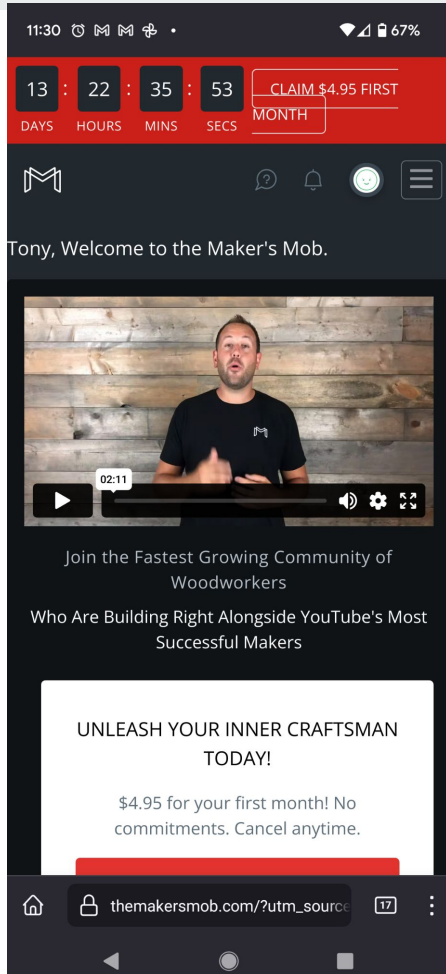 11:30
67%
13 : 22 : 35 : 53
DAYS HOURS MINS SECS
CLAIM $4.95 FIRST
MONTH
Tony, Welcome to the Maker's Mob.
02:11
Join the Fastest Growing Community of
Woodworkers
Who Are Building Right Alongside YouTube's Most
Successful Makers
UNLEASH YOUR INNER CRAFTSMAN
TODAY!
$4.95 for your first month! No
commitments. Cancel anytime.
themakersmob.com/?utm_source
17